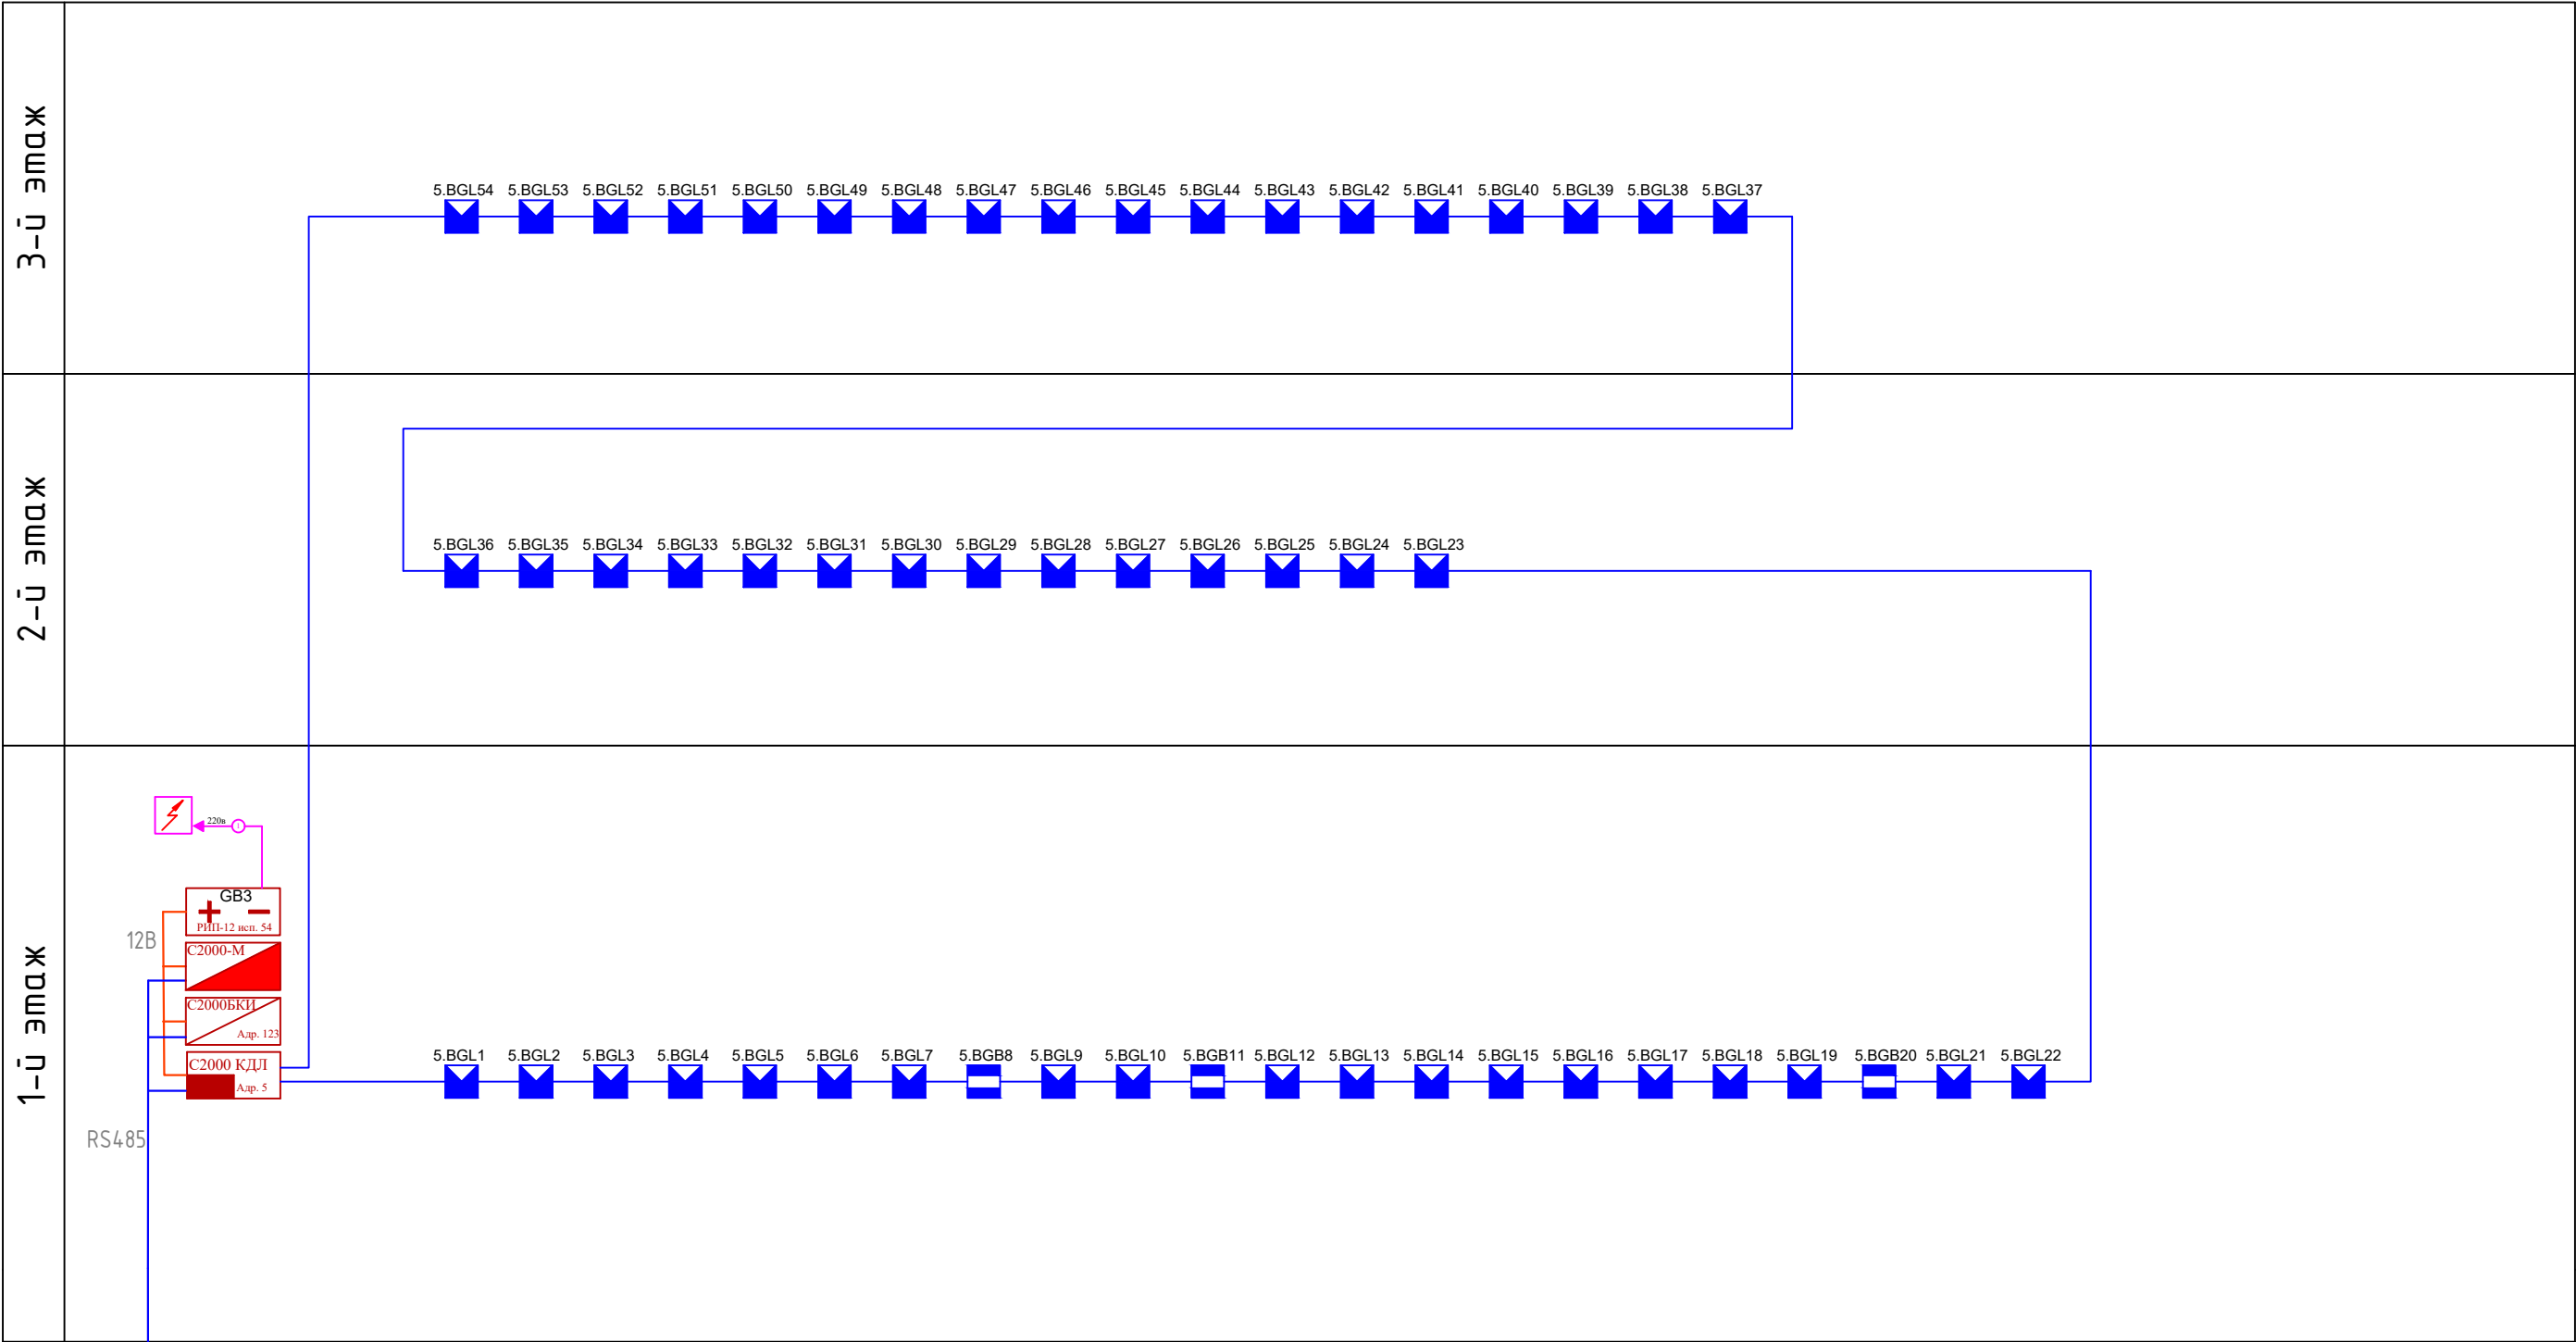 3-й этаж
5.BGL54 5.BGL53 5.BGL52 5.BGL51 5.BGL50 5.BGL49 5.BGL48 5.BGL47 5.BGL46 5.BGL45 5.BGL44 5.BGL43 5.BGL42 5.BGL41 5.BGL40 5.BGL39 5.BGL38 5.BGL37
2-й этаж
5.BGL36 5.BGL35 5.BGL34 5.BGL33 5.BGL32 5.BGL31 5.BGL30 5.BGL29 5.BGL28 5.BGL27 5.BGL26 5.BGL25 5.BGL24 5.BGL23
1-й этаж
220в
GB3
РИП-12 исп. 54
12В
С2000-М
С2000БКИ
Адр. 123
С2000 КДЛ
Адр. 5
5.BGL1 5.BGL2 5.BGL3 5.BGL4 5.BGL5 5.BGL6 5.BGL7 5.BGB8 5.BGL9 5.BGL10 5.BGB11 5.BGL12 5.BGL13 5.BGL14 5.BGL15 5.BGL16 5.BGL17 5.BGL18 5.BGL19 5.BGB20 5.BGL21 5.BGL22
RS485